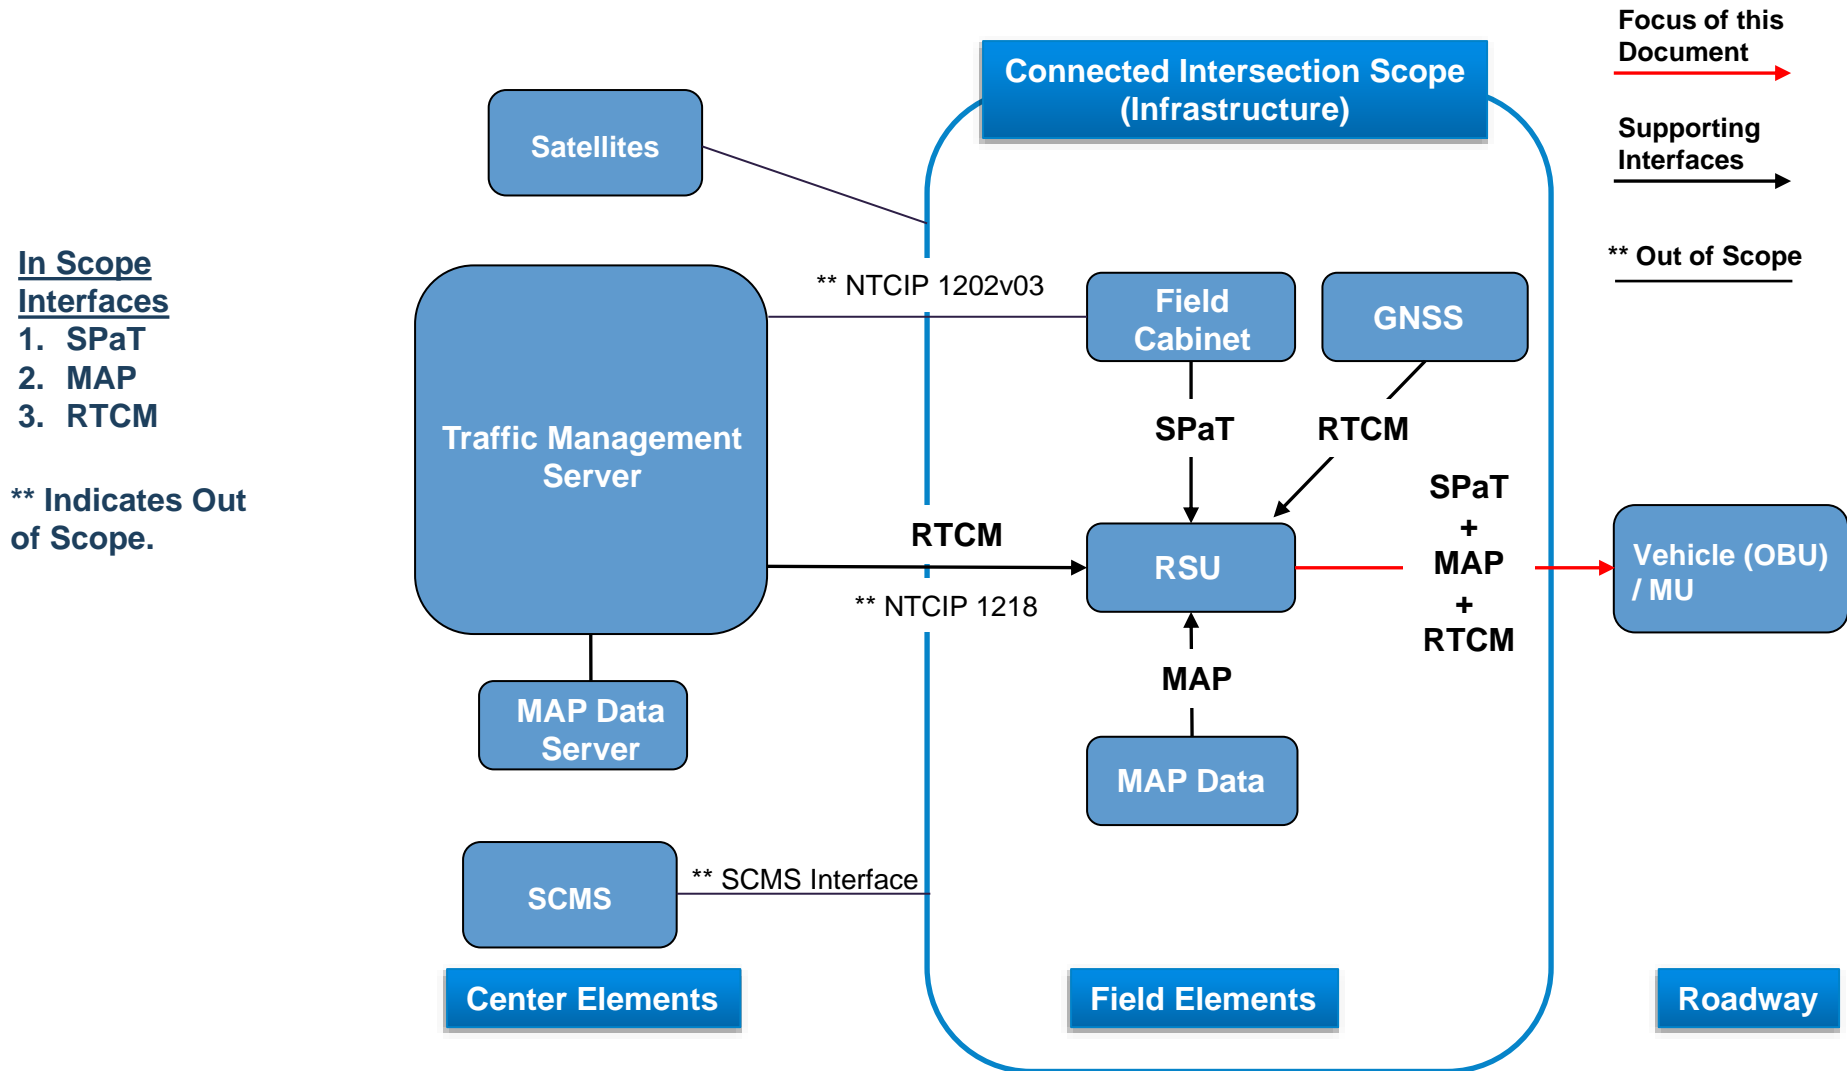 Focus of this
Document
Connected Intersection Scope
(Infrastructure)
Satellites
Supporting
Interfaces
In Scope
Interfaces
1. SPaT
2. MAP
3. RTCM
** Indicates Out
of Scope.
** Out of Scope
** NTCIP 1202v03
Field
Cabinet
GNSS
Traffic Management
Server
SPaT
RTCM
RTCM
** NTCIP 1218
RSU
SPaT
+
MAP
+
RTCM
Vehicle (OBU)
/ MU
MAP
MAP Data
Server
MAP Data
SCMS
** SCMS Interface
Center Elements
Field Elements
Roadway